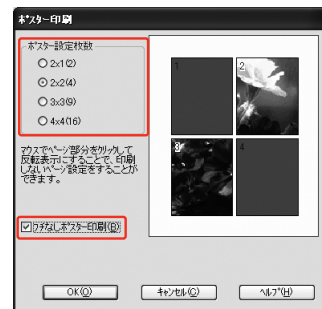 ポスター印刷
ポスター設定枚数
2x1(2)
2x2(4)
3x3(9)
4x4(16)
マウスでページ部分をクリックして
反転表示にすることで、印刷
しないページ設定をすることが
できます。
フチなしポスター印刷(B)
1
2
3
4
OK(O)
キャンセル(C)
ヘルプ(H)